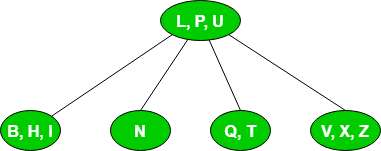 L, P, U
B, H, I
N
Q, T
V, X, Z